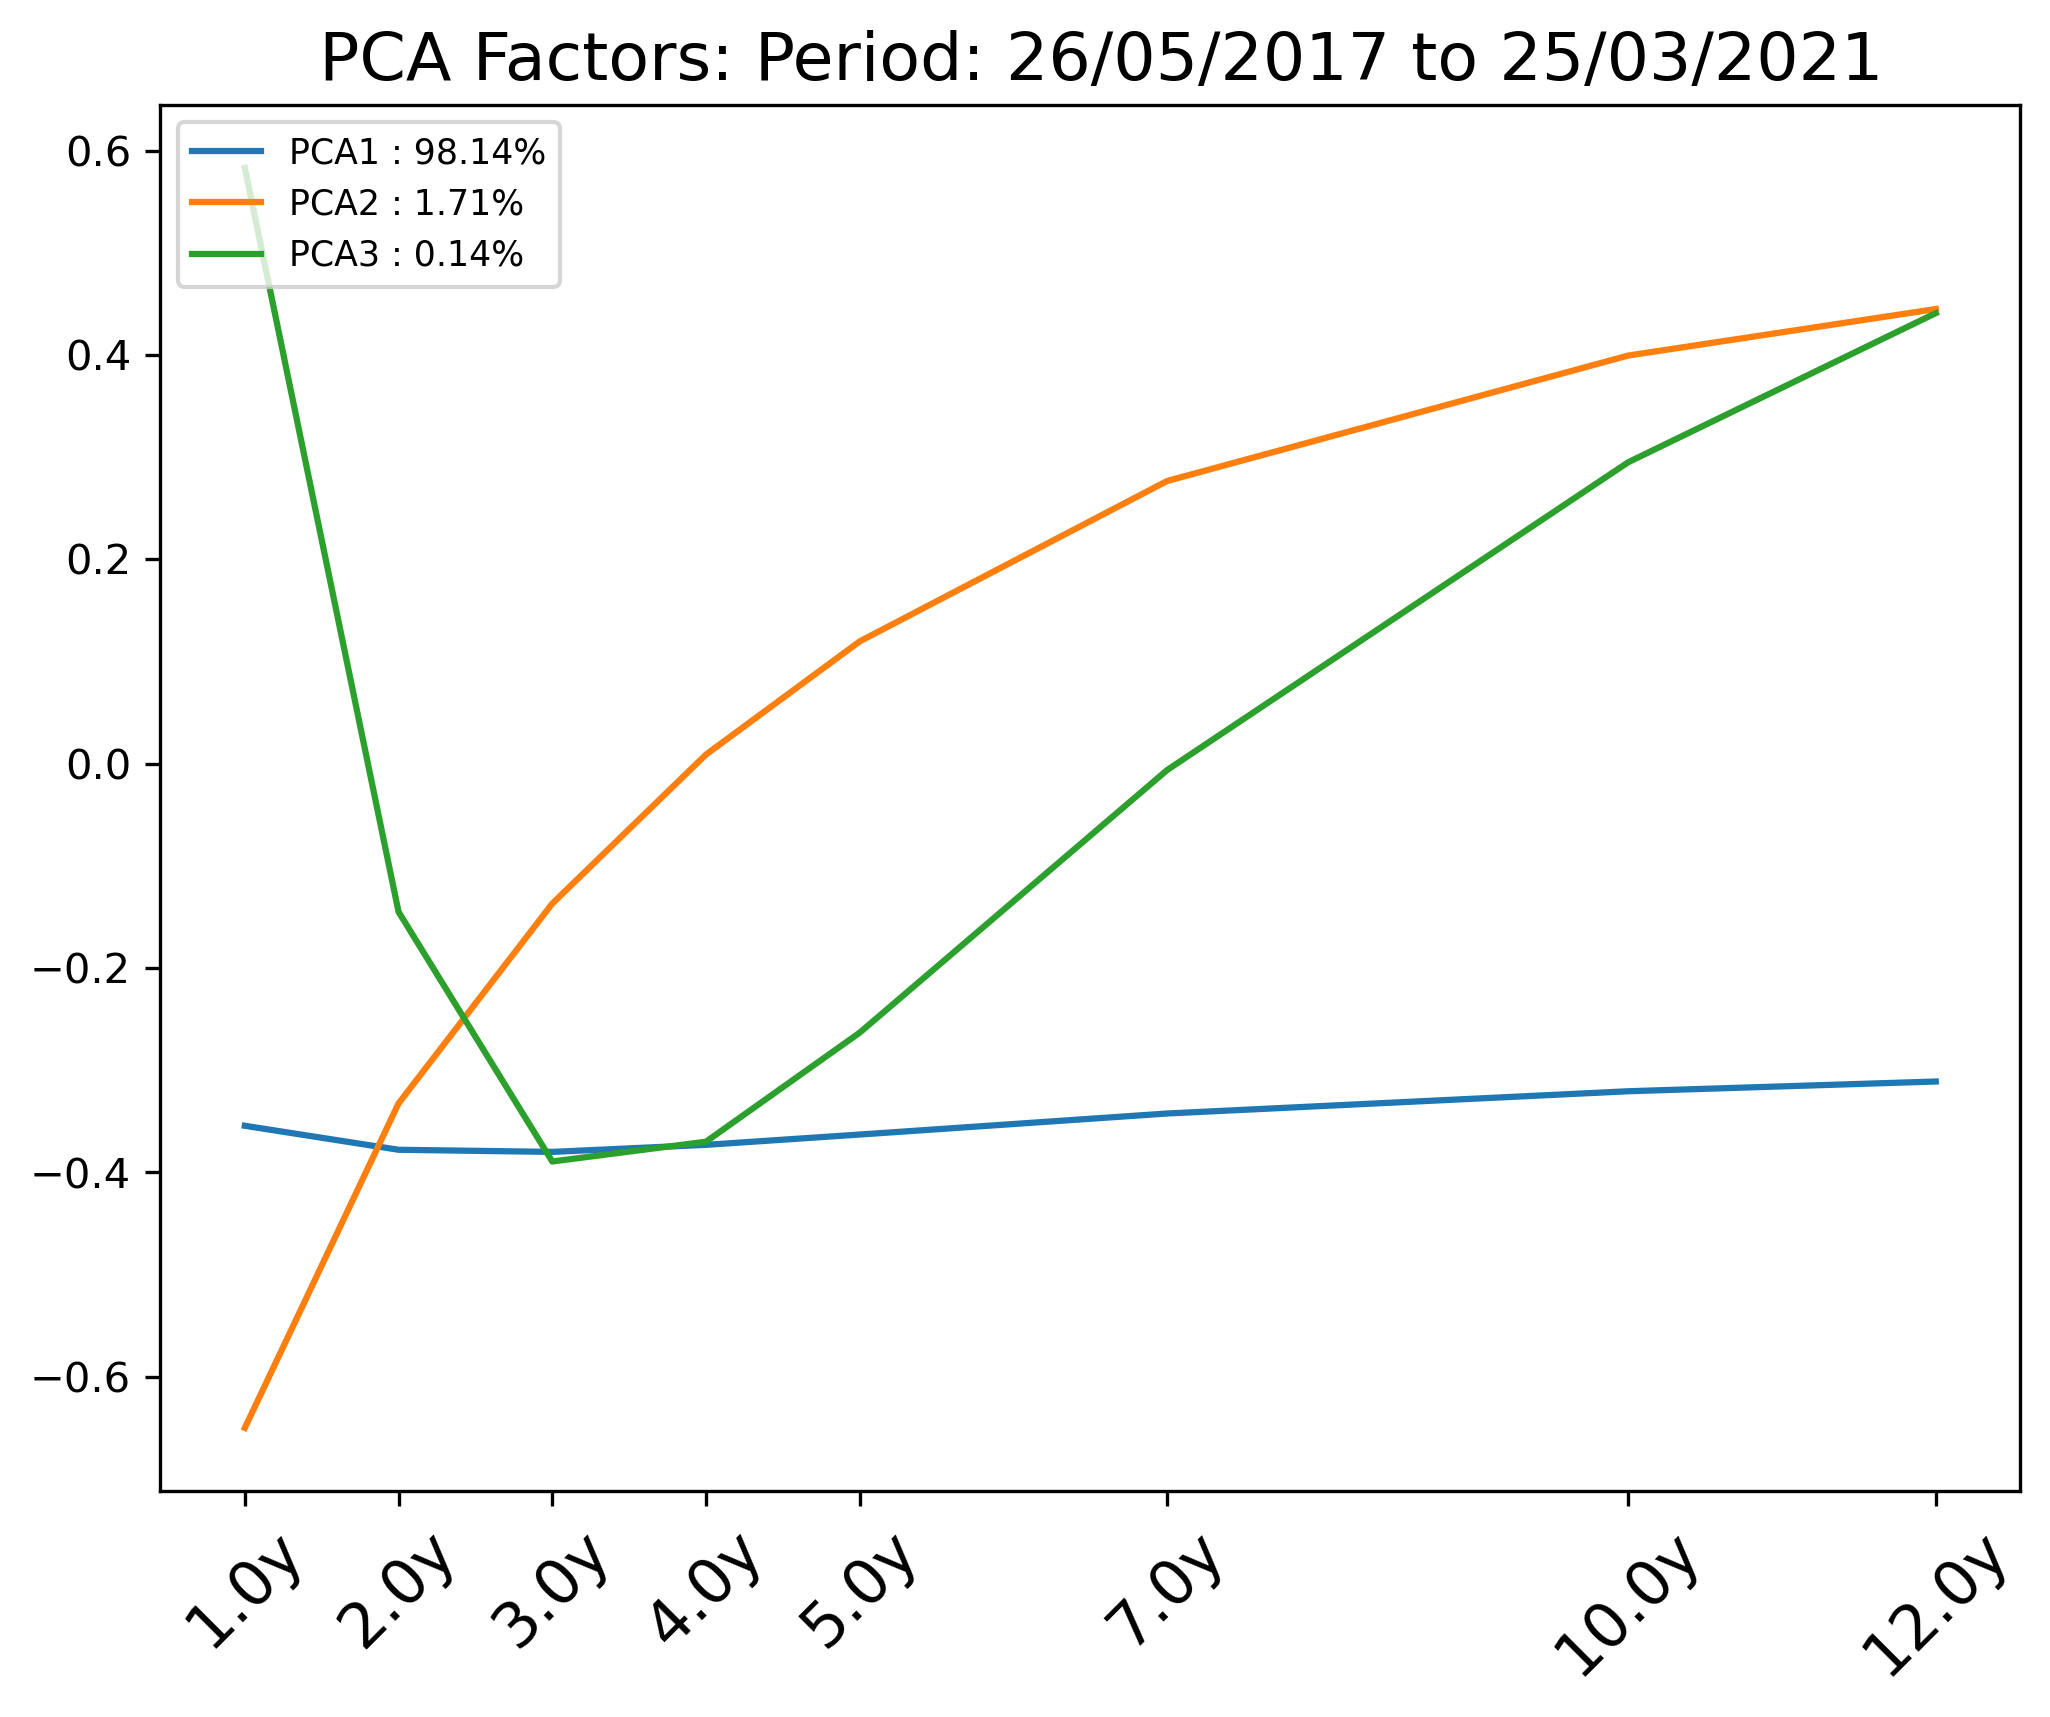 PCA Factors: Period: 26/05/2017 to 25/03/2021
PCA1 : 98.14%
PCA2 : 1.71%
PCA3 : 0.14%
0.6
0.4
0.2
0.0
−0.2
−0.4
−0.6
1.0y
2.0y
3.0y
4.0y
5.0y
7.0y
10.0y
12.0y